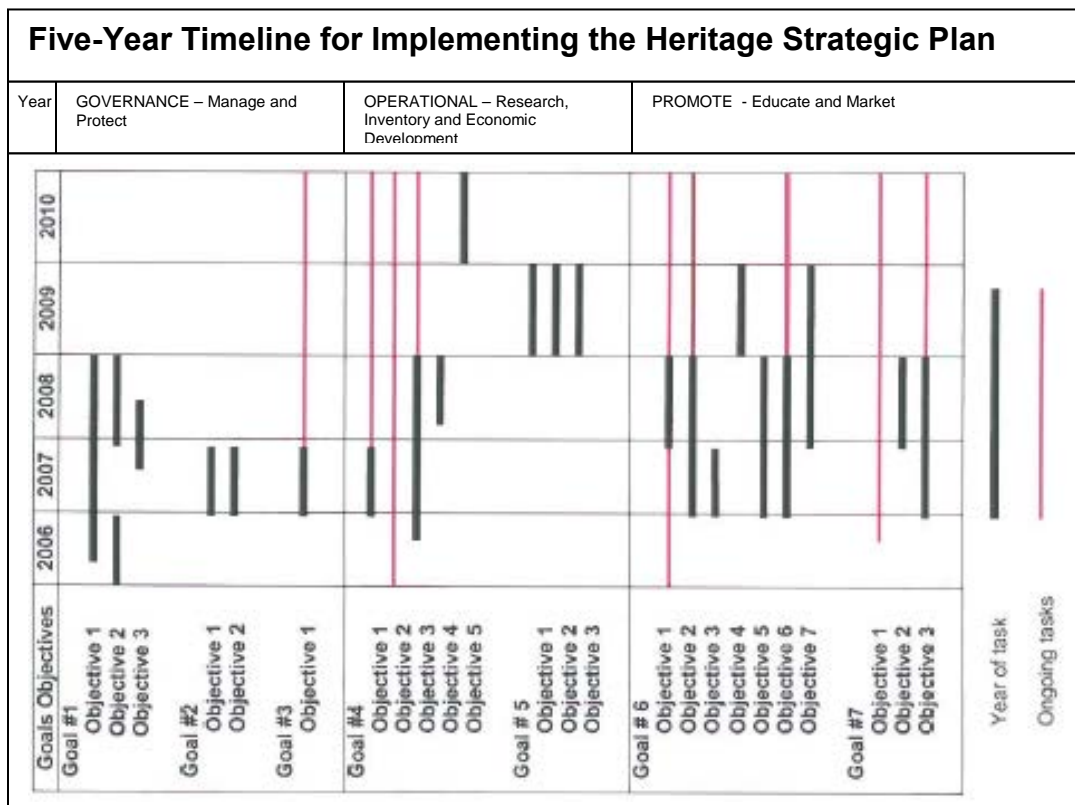 Five-Year Timeline for Implementing the Heritage Strategic Plan
Year
GOVERNANCE – Manage and
Protect
OPERATIONAL – Research,
Inventory and Economic
Development
PROMOTE - Educate and Market
Goals Objectives
2006
2007
2008
2009
2010
Goal #1
Objective 1
Objective 2
Objective 3
Goal #2
Objective 1
Objective 2
Goal #3
Objective 1
Goal #4
Objective 1
Objective 2
Objective 3
Objective 4
Objective 5
Goal # 5
Objective 1
Objective 2
Objective 3
Goal # 6
Objective 1
Objective 2
Objective 3
Objective 4
Objective 5
Objective 6
Objective 7
Goal #7
Objective 1
Objective 2
Objective 3
Year of task
Ongoing tasks